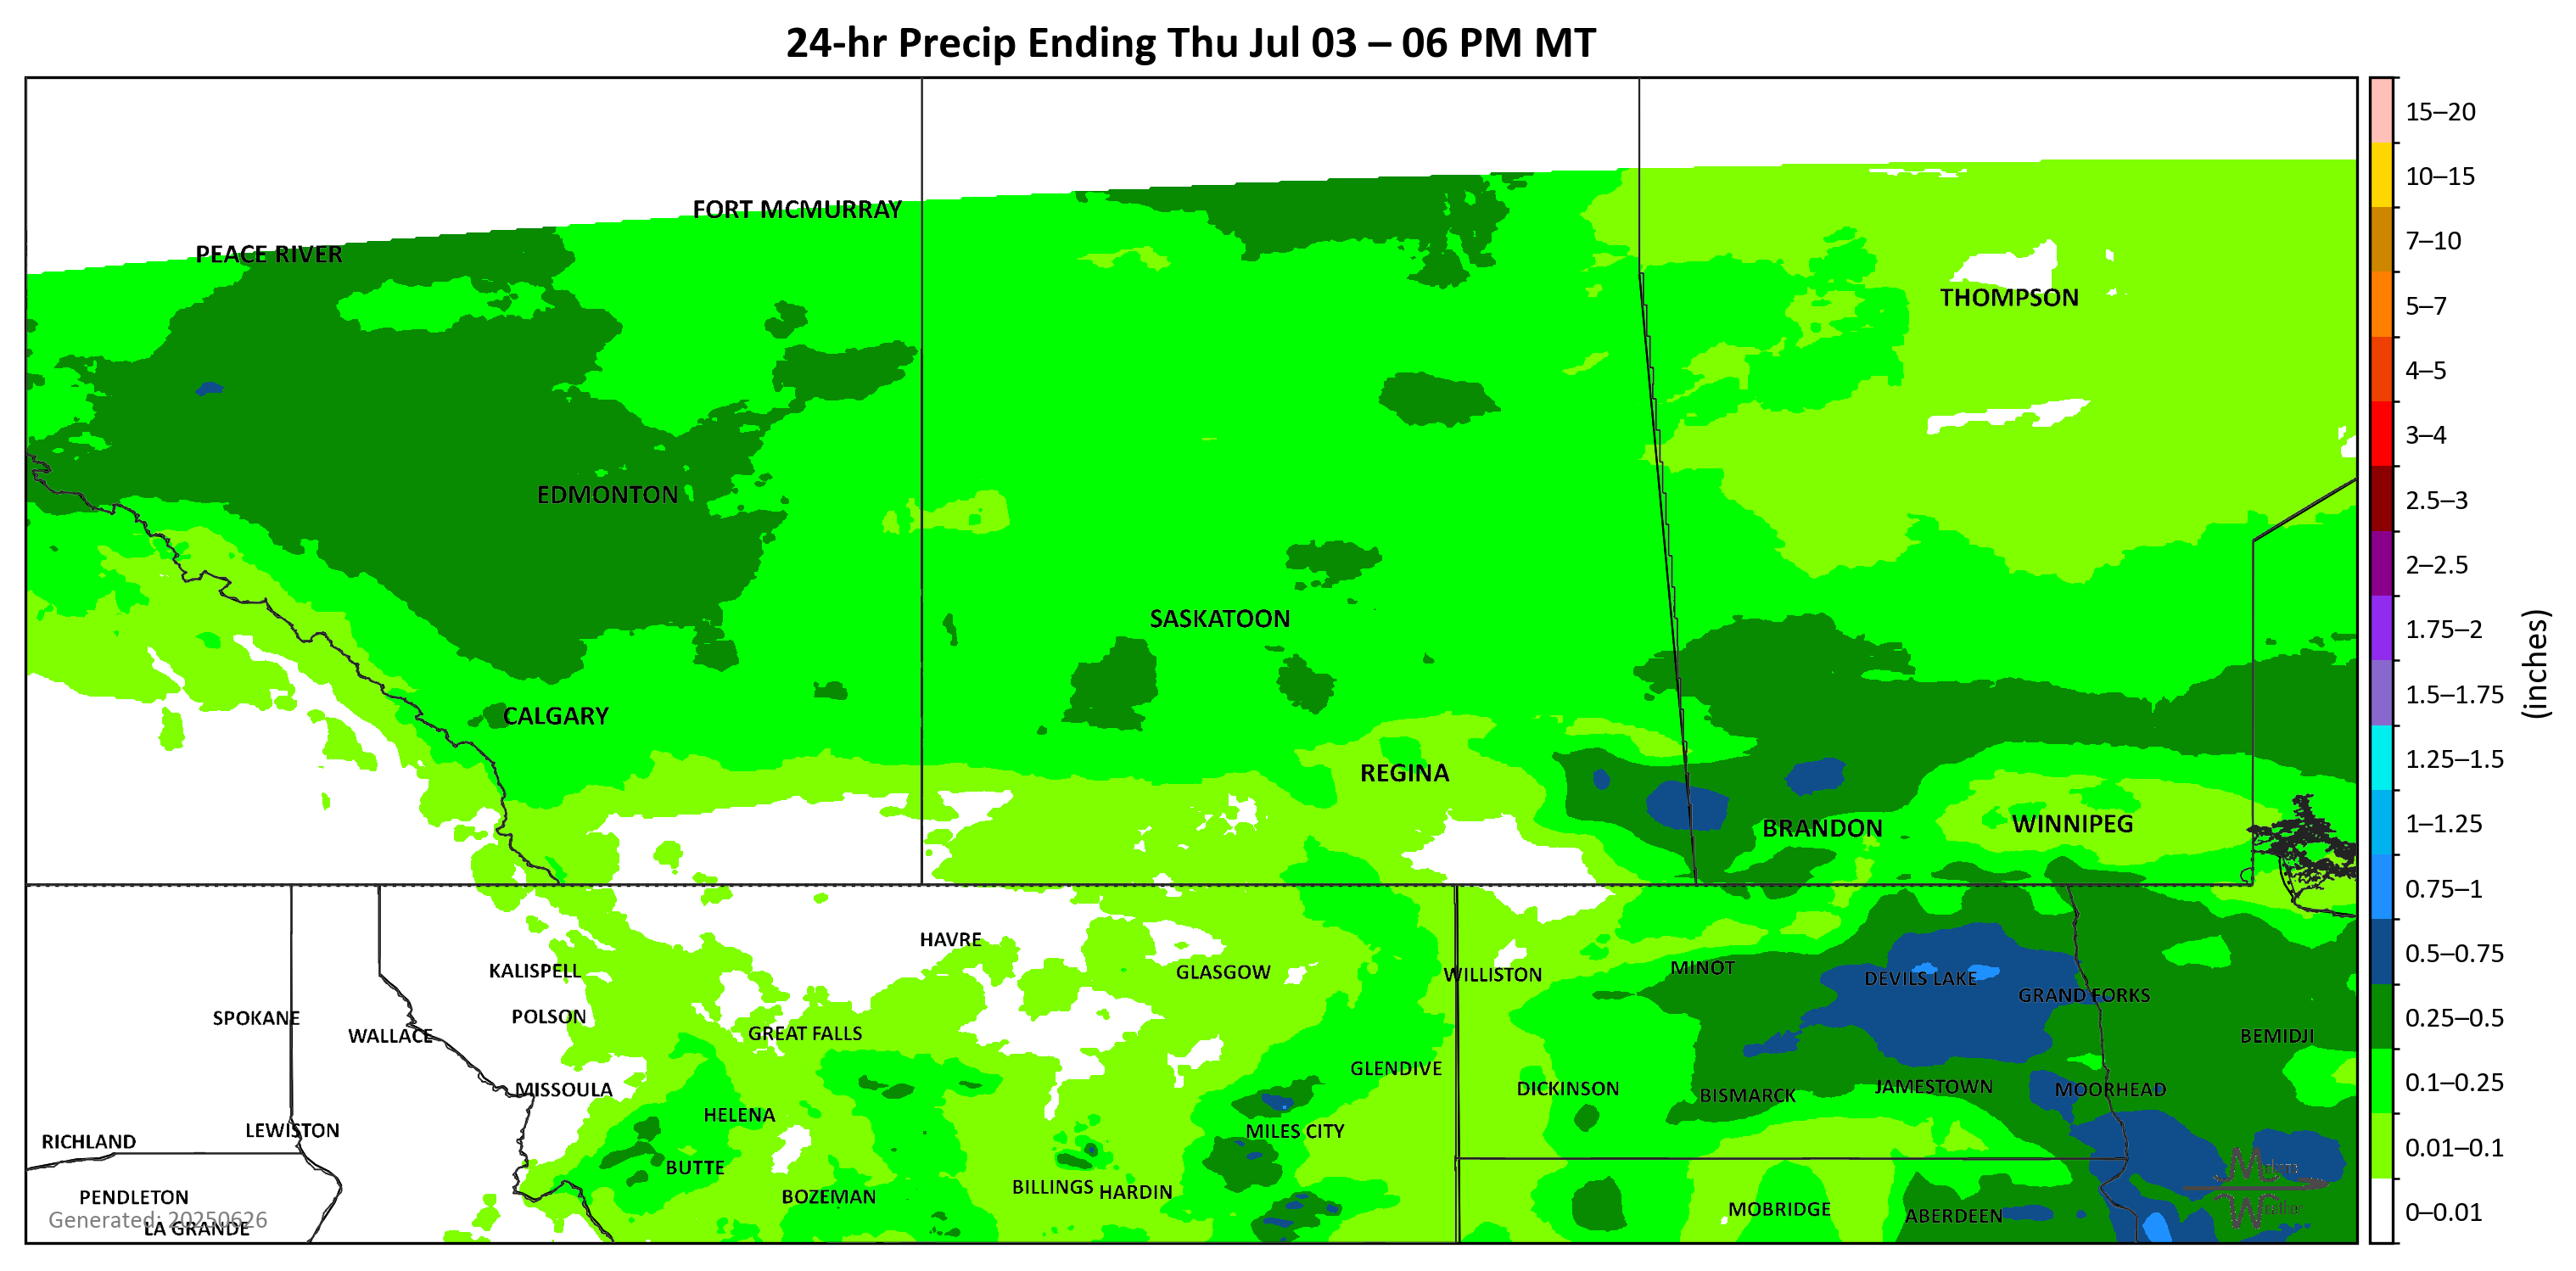 24-hr Precip Ending Thu Jul 03 – 06 PM MT
15–20
10–15
7–10
5–7
4–5
3–4
2.5–3
2–2.5
1.75–2
1.5–1.75
1.25–1.5
1–1.25
0.75–1
0.5–0.75
0.25–0.5
0.1–0.25
0.01–0.1
0–0.01
(inches)
FORT MCMURRAY
PEACE RIVER
THOMPSON
EDMONTON
SASKATOON
CALGARY
REGINA
BRANDON
WINNIPEG
HAVRE
KALISPELL
GLASGOW
WILLISTON
MINOT
DEVILS LAKE
GRAND FORKS
SPOKANE
POLSON
WALLACE
GREAT FALLS
BEMIDJI
GLENDIVE
MISSOULA
DICKINSON
BISMARCK
JAMESTOWN
MOORHEAD
HELENA
RICHLAND
LEWISTON
MILES CITY
BUTTE
PENDLETON
BOZEMAN
BILLINGS
HARDIN
MOBRIDGE
ABERDEEN
Generated: 20250626
LA GRANDE